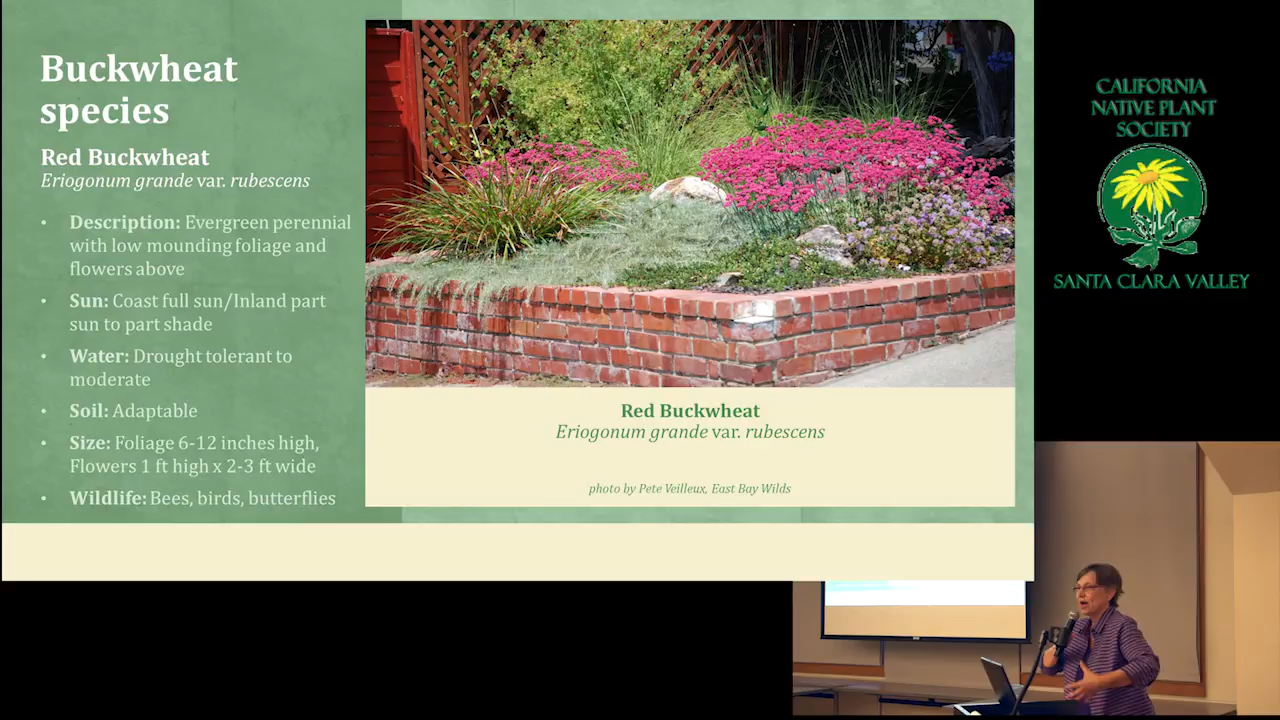 Buckwheat
species
Red Buckwheat
Eriogonum grande var. rubescens
• Description: Evergreen perennial
with low mounding foliage and
flowers above
• Sun: Coast full sun/Inland part
sun to part shade
• Water: Drought tolerant to
moderate
• Soil: Adaptable
• Size: Foliage 6-12 inches high,
Flowers 1 ft high x 2-3 ft wide
• Wildlife: Bees, birds, butterflies
Red Buckwheat
Eriogonum grande var. rubescens
photo by Pete Veilleux, East Bay Wilds
CALIFORNIA
NATIVE PLANT
SOCIETY
SANTA CLARA VALLEY